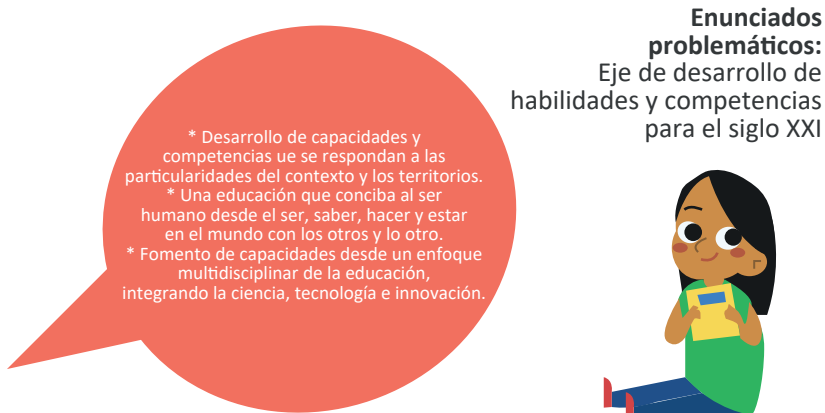 Enunciados
problemáticos:
Eje de desarrollo de
habilidades y competencias
para el siglo XXI
* Desarrollo de capacidades y
competencias ue se respondan a las
particularidades del contexto y los territorios.
* Una educación que conciba al ser
humano desde el ser, saber, hacer y estar
en el mundo con los otros y lo otro.
* Fomento de capacidades desde un enfoque
multidisciplinar de la educación,
integrando la ciencia, tecnología e innovación.